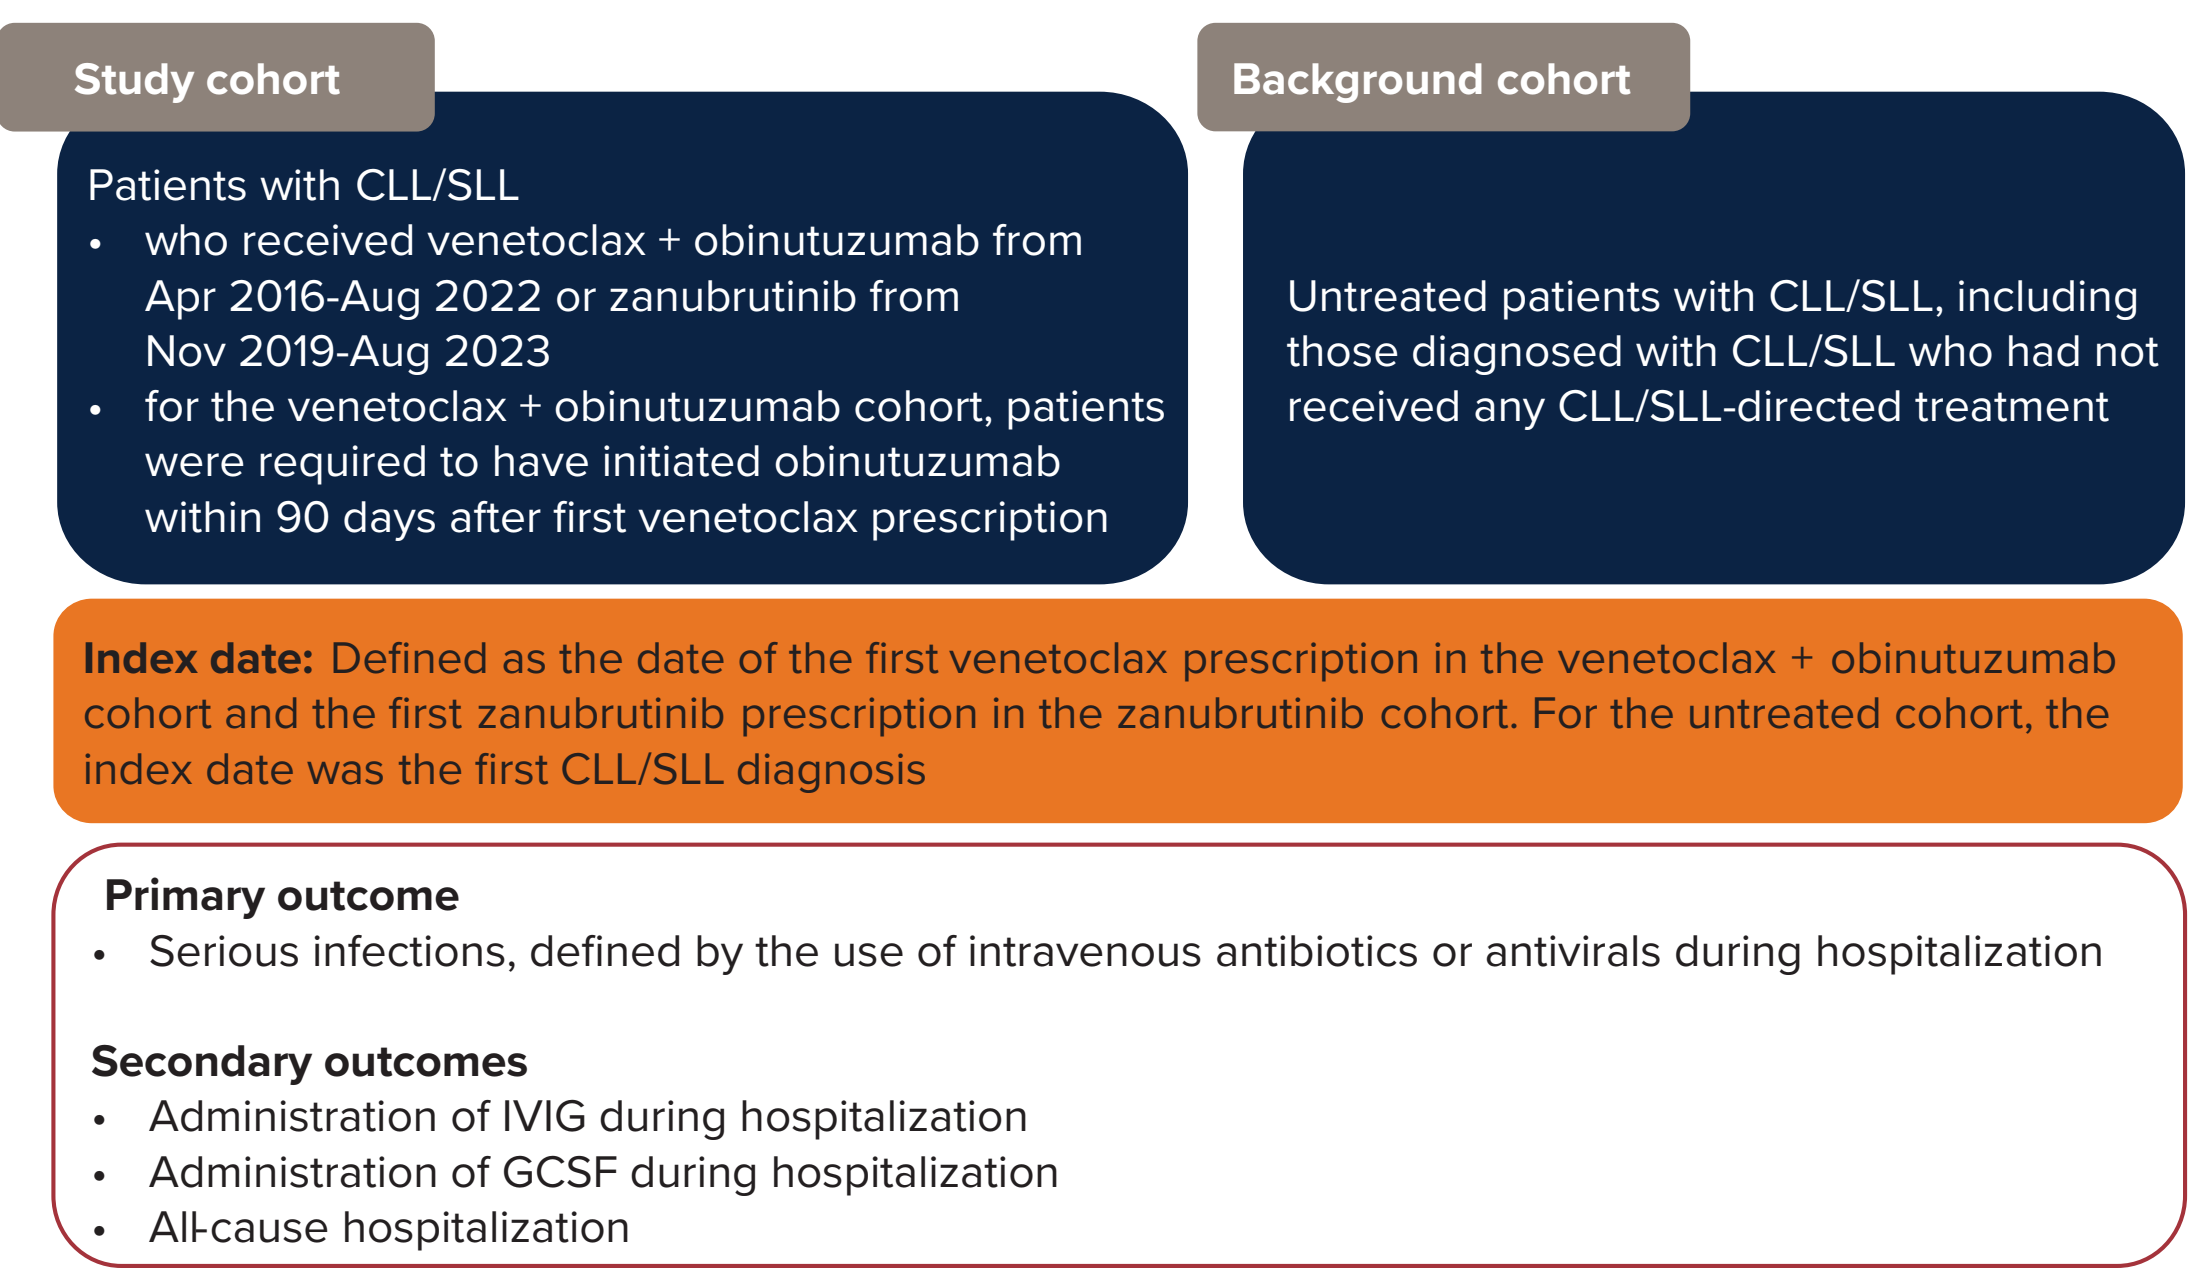 Study cohort
Patients with CLL/SLL
• who received venetoclax + obinutuzumab from
Apr 2016-Aug 2022 or zanubrutinib from
Nov 2019-Aug 2023
• for the venetoclax + obinutuzumab cohort, patients
were required to have initiated obinutuzumab
within 90 days after first venetoclax prescription
Background cohort
Untreated patients with CLL/SLL, including
those diagnosed with CLL/SLL who had not
received any CLL/SLL-directed treatment
Index date: Defined as the date of the first venetoclax prescription in the venetoclax + obinutuzumab
cohort and the first zanubrutinib prescription in the zanubrutinib cohort. For the untreated cohort, the
index date was the first CLL/SLL diagnosis
Primary outcome
• Serious infections, defined by the use of intravenous antibiotics or antivirals during hospitalization
Secondary outcomes
• Administration of IVIG during hospitalization
• Administration of GCSF during hospitalization
• All-cause hospitalization